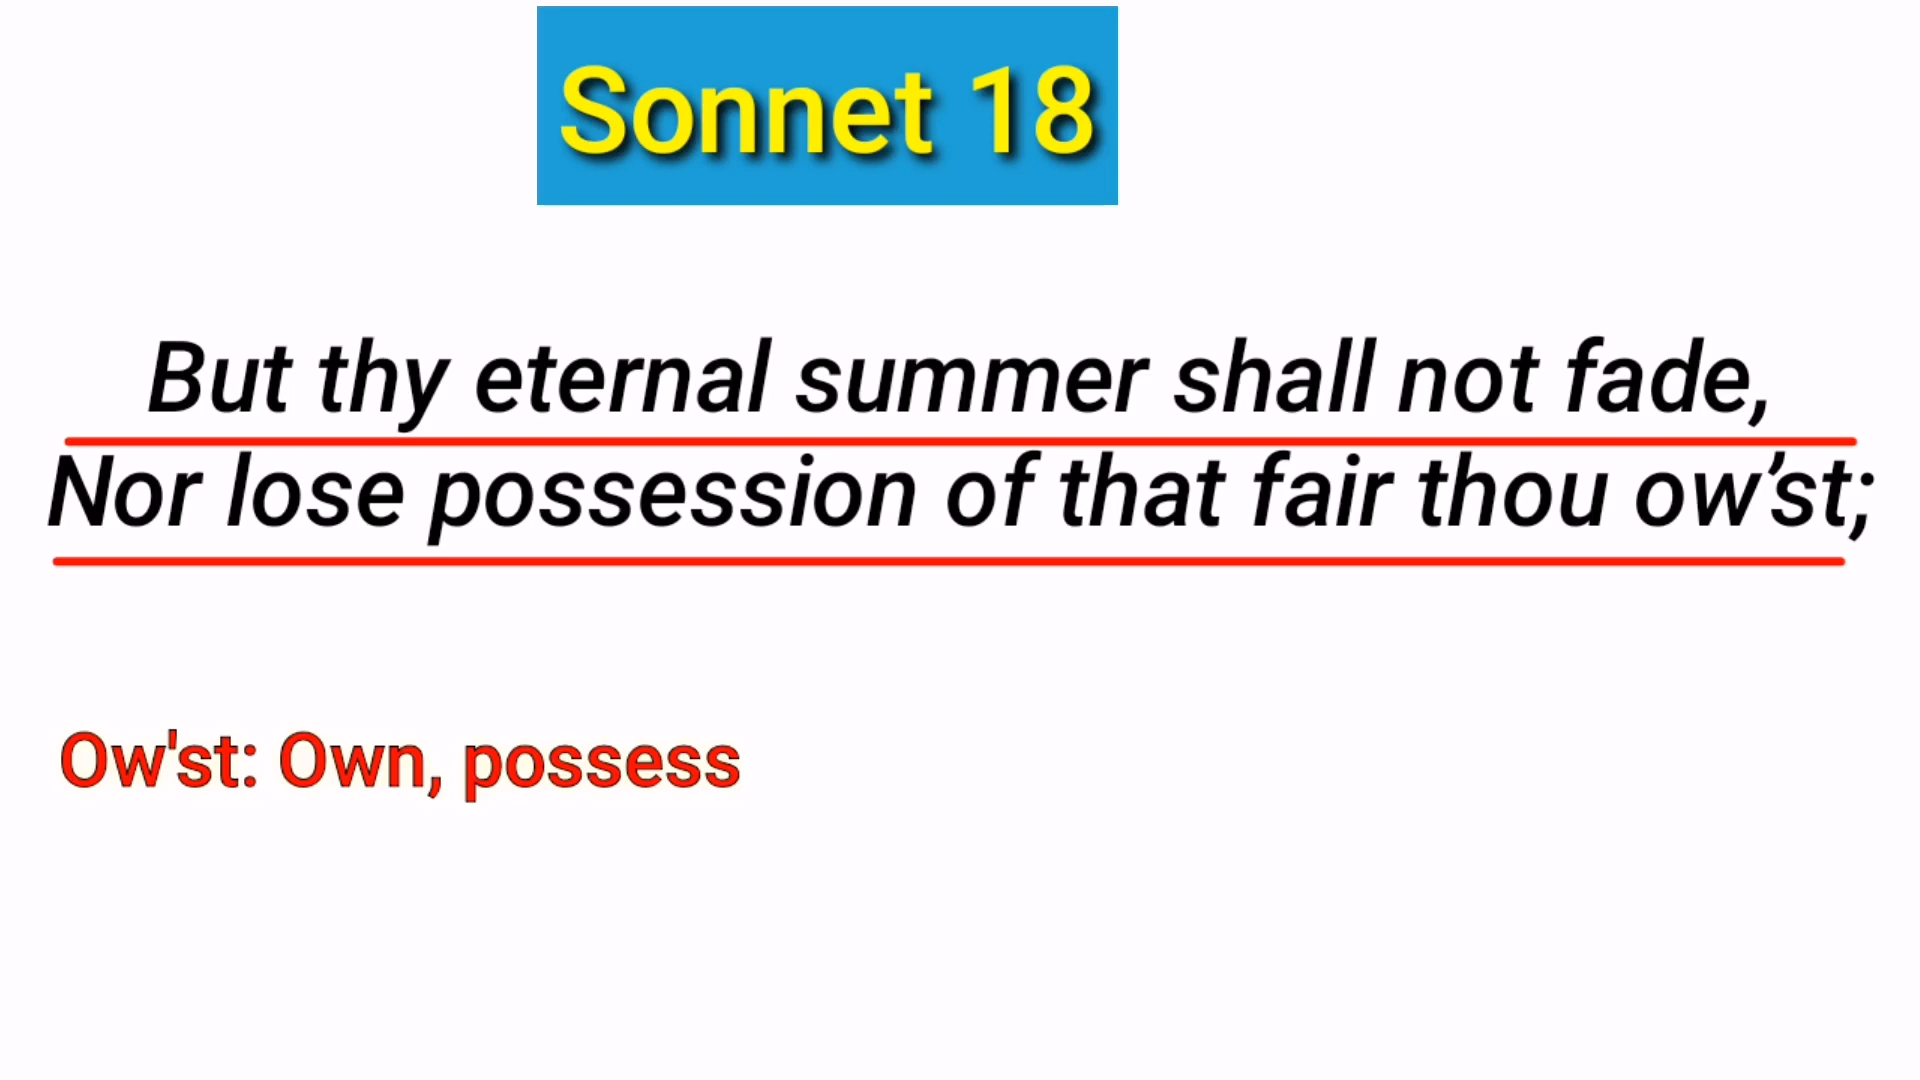 Sonnet 18
But thy eternal summer shall not fade,
Nor lose possession of that fair thou ow’st;
Ow'st: Own, possess